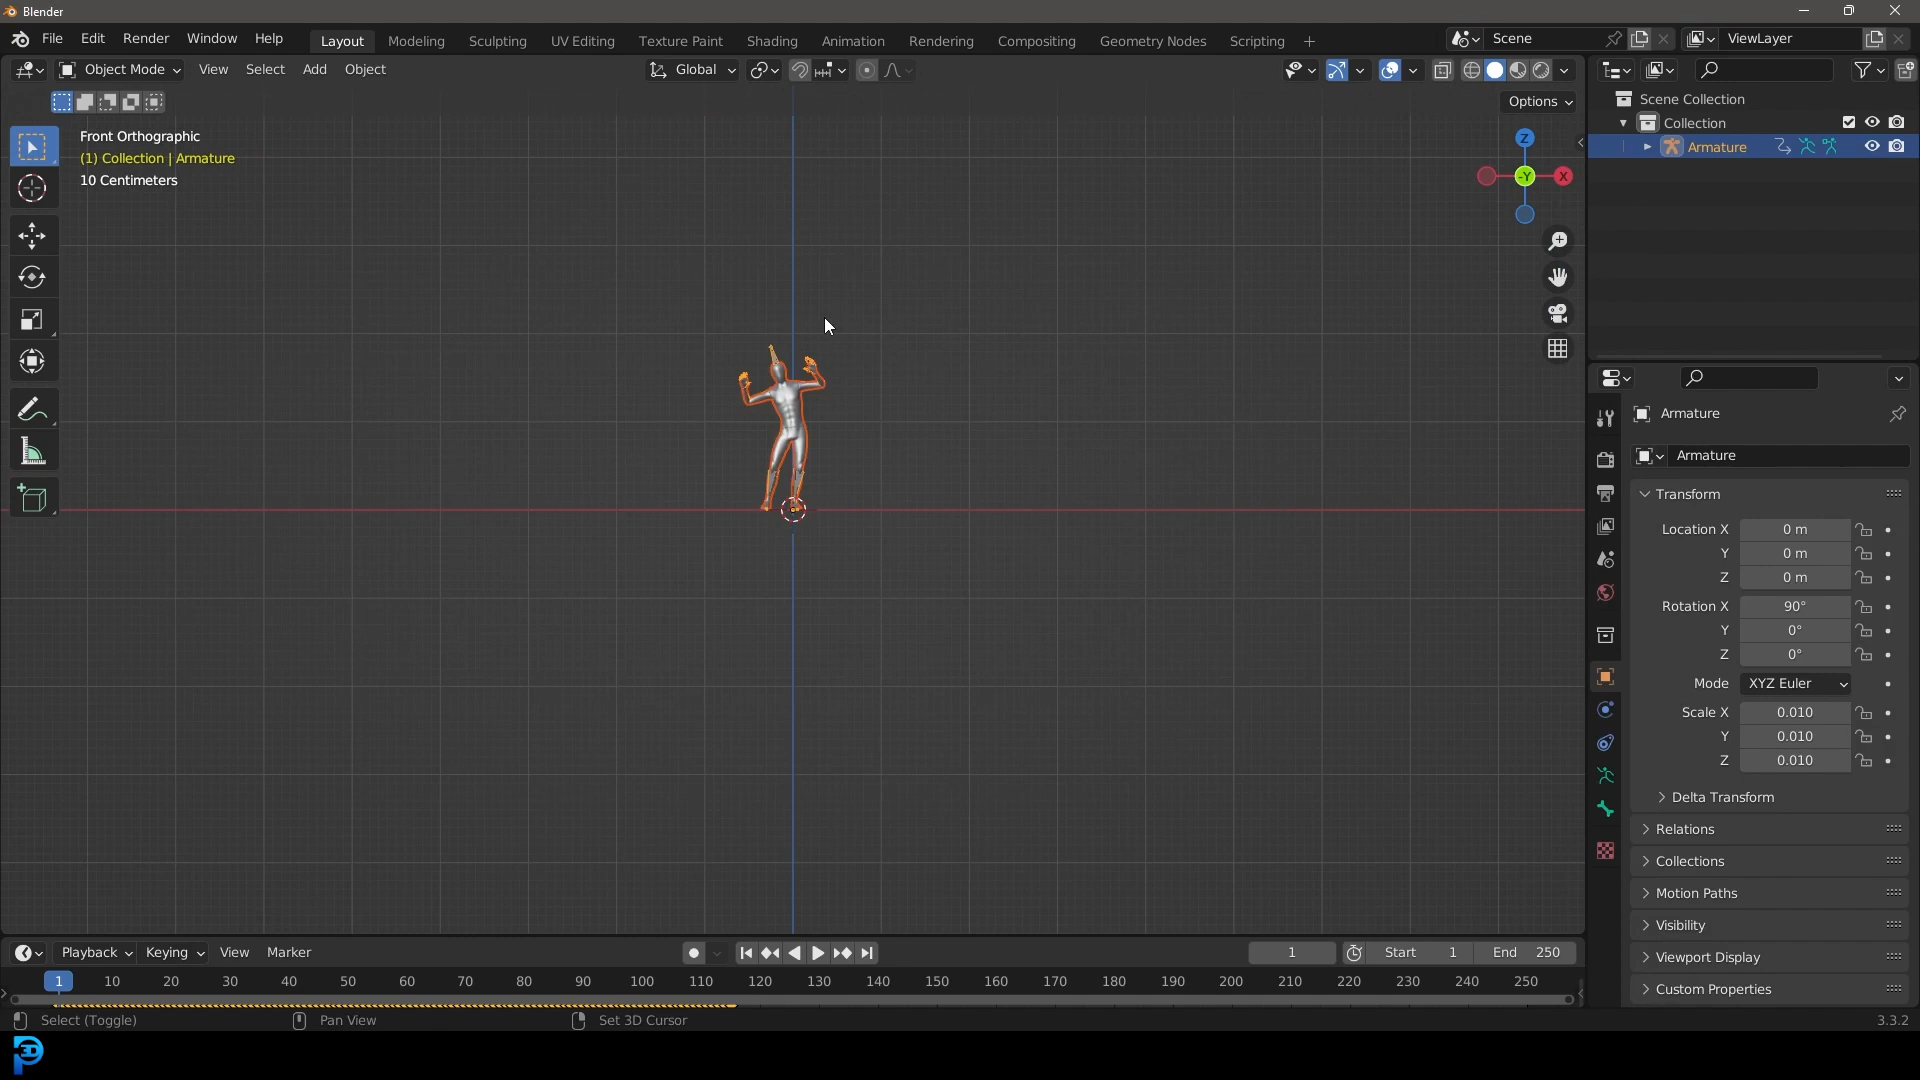 Blender
File Edit Render Window Help Layout Modeling Sculpting UV Editing Texture Paint Shading Animation Rendering Compositing Geometry Nodes Scripting + Scene ViewLayer
Object Mode View Select Add Object Global
Options
Front Orthographic
(1) Collection | Armature
10 Centimeters
Z
-Y X
Scene Collection
Collection
Armature
Armature
Armature
Transform
Location X 0 m
Y 0 m
Z 0 m
Rotation X 90°
Y 0°
Z 0°
Mode XYZ Euler
Scale X 0.010
Y 0.010
Z 0.010
Delta Transform
Relations
Collections
Motion Paths
Visibility
Viewport Display
Custom Properties
Playback Keying View Marker 1 Start 1 End 250
1 10 20 30 40 50 60 70 80 90 100 110 120 130 140 150 160 170 180 190 200 210 220 230 240 250
Select (Toggle) Pan View Set 3D Cursor 3.3.2